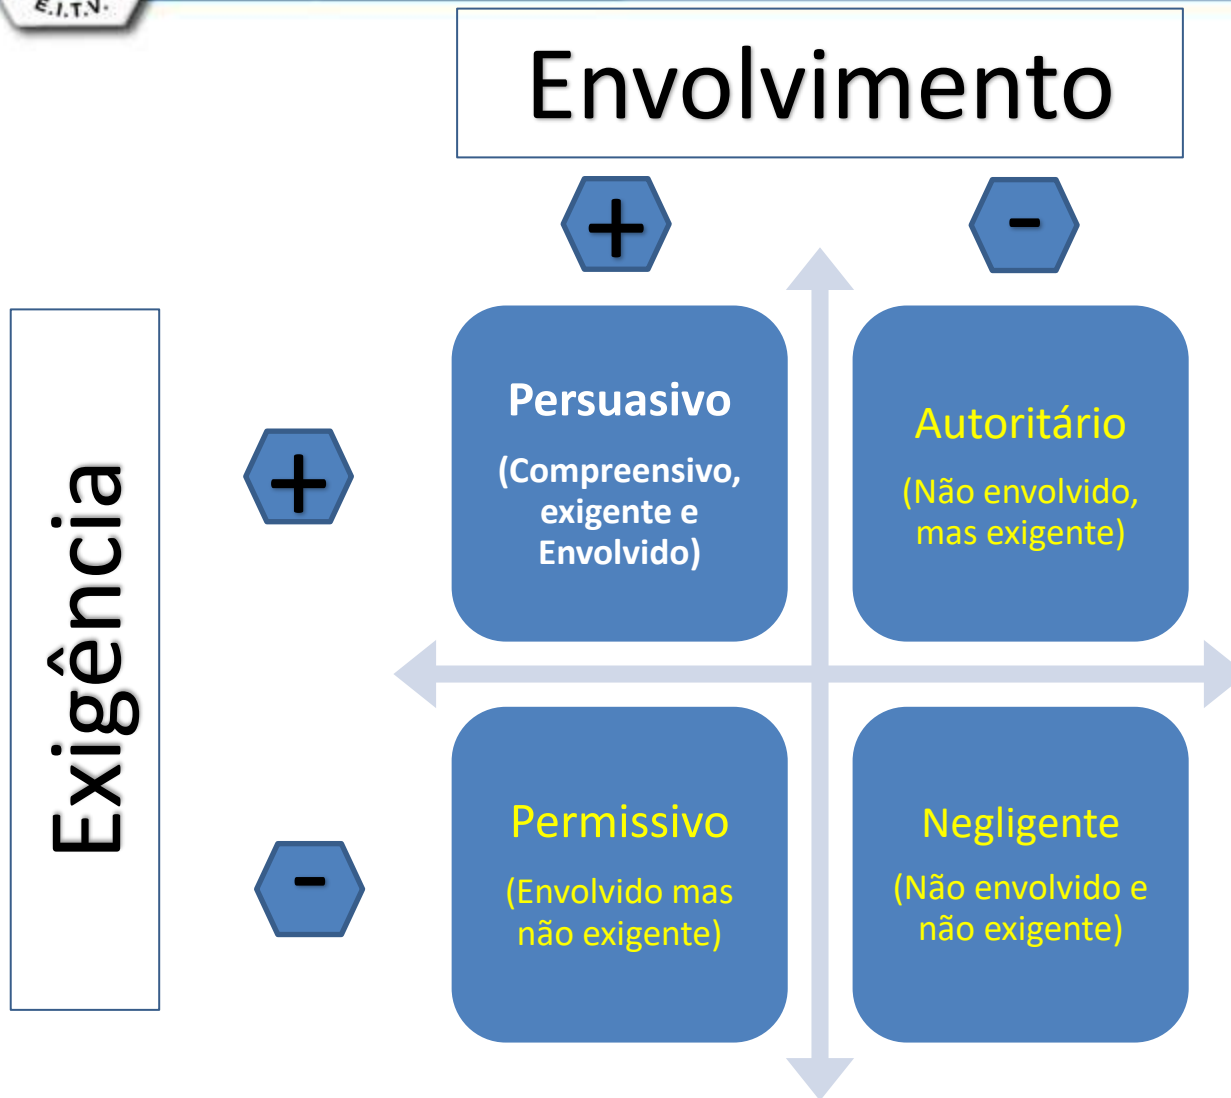 E.I.T.V.
Envolvimento
+
-
Exigência
+
Persuasivo
(Compreensivo,
exigente e
Envolvido)
Autoritário
(Não envolvido,
mas exigente)
-
Permissivo
(Envolvido mas
não exigente)
Negligente
(Não envolvido e
não exigente)